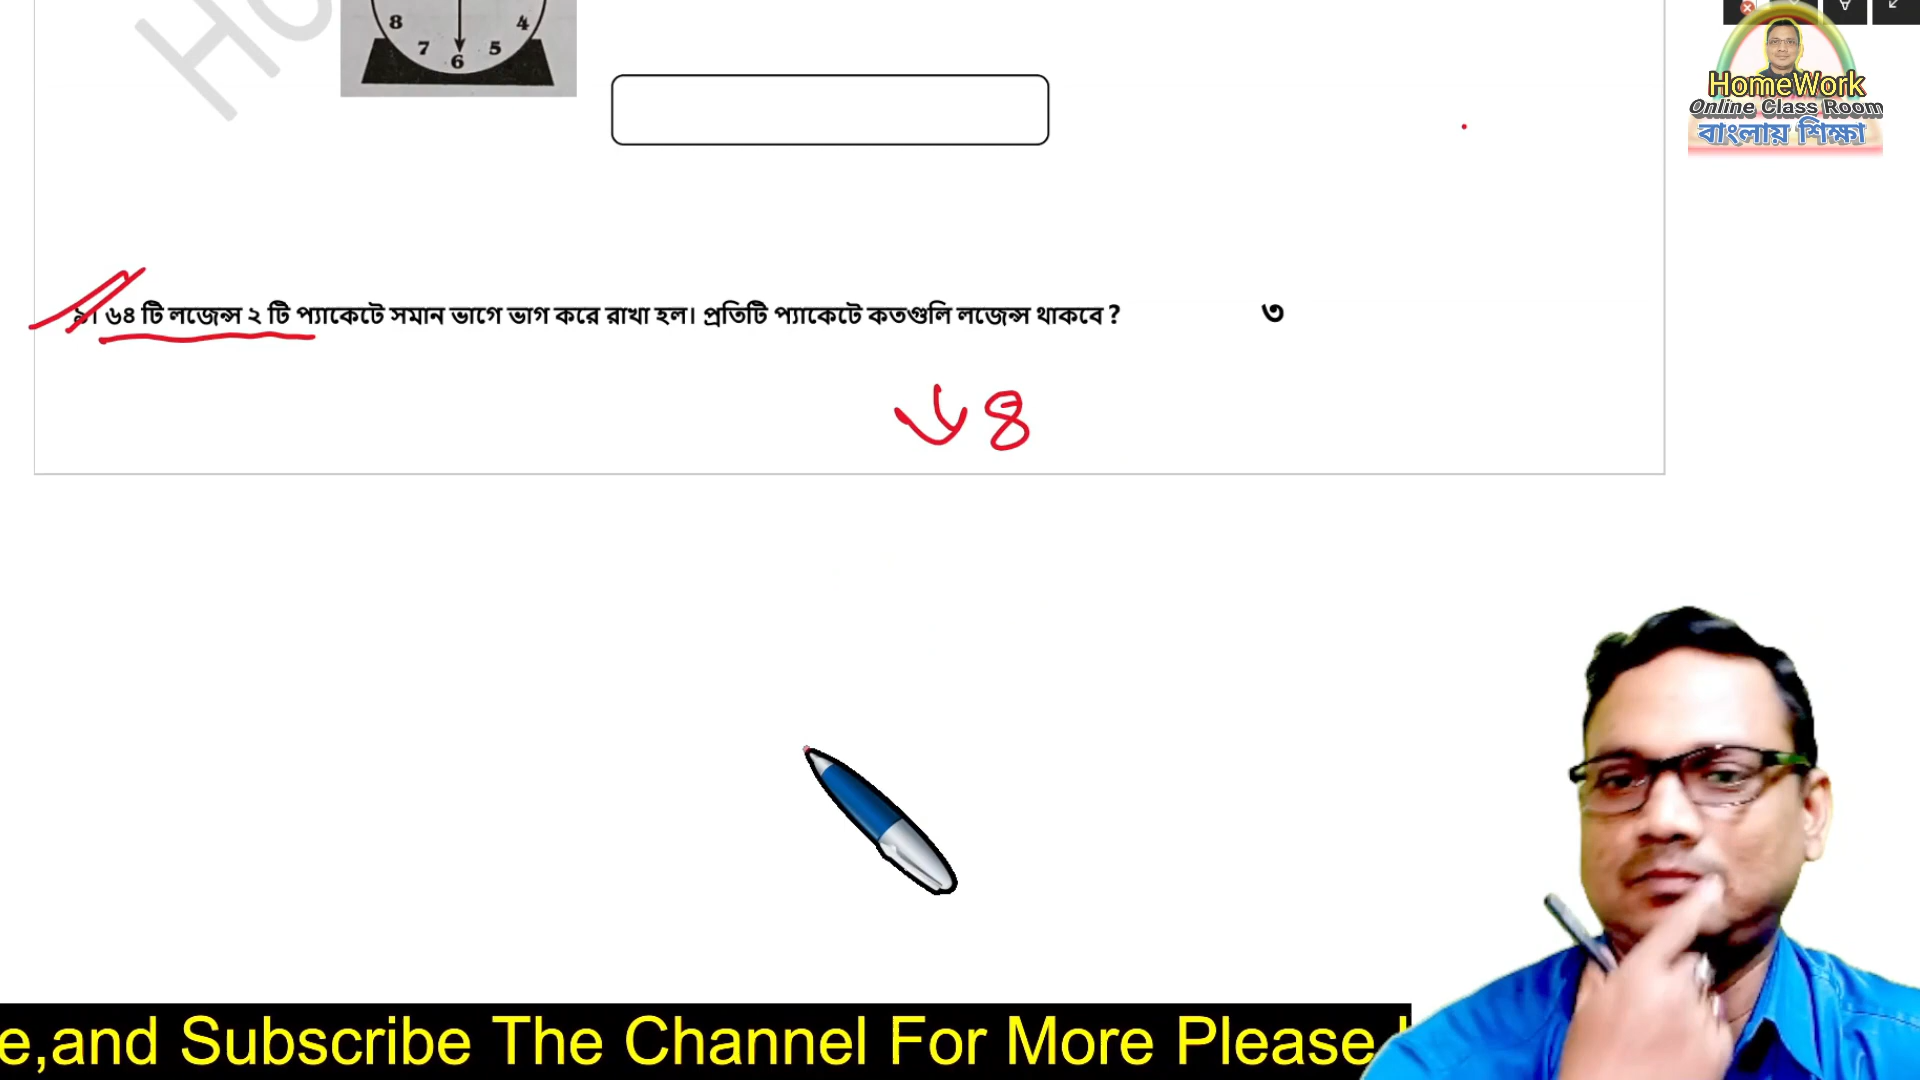 Ho
8
4
7
5
6
HomeWork
Online Class Room
বাংলায় শিক্ষা
৯। ৬৪ টি লজেন্স ২ টি প্যাকেটে সমান ভাগে ভাগ করে রাখা হল। প্রতিটি প্যাকেটে কতগুলি লজেন্স থাকবে ? ৩
৬৪
e,and Subscribe The Channel For More Please